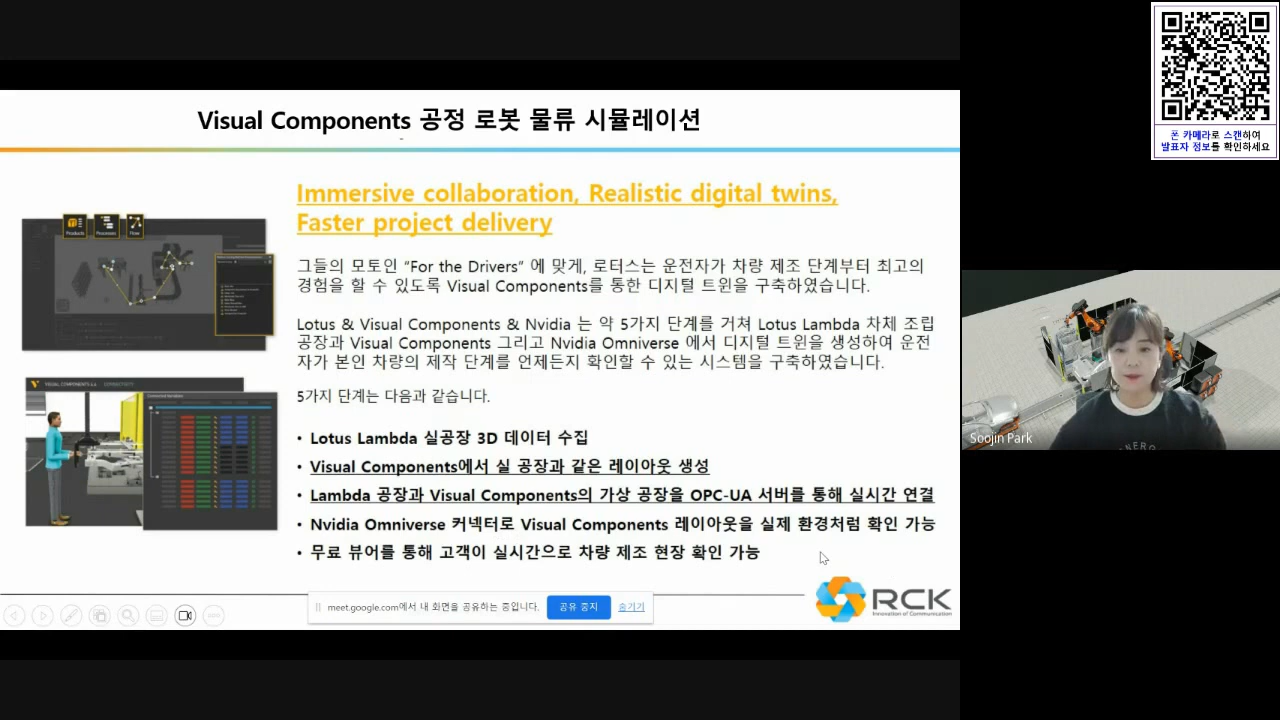 Visual Components 공정 로봇 물류 시뮬레이션
Immersive collaboration, Realistic digital twins,
Faster project delivery
그들의 모토인 “For the Drivers” 에 맞게, 로터스는 운전자가 차량 제조 단계부터 최고의
경험을 할 수 있도록 Visual Components를 통한 디지털 트윈을 구축하였습니다.
Lotus & Visual Components & Nvidia 는 약 5가지 단계를 거쳐 Lotus Lambda 차체 조립
공장과 Visual Components 그리고 Nvidia Omniverse 에서 디지털 트윈을 생성하여 운전
자가 본인 차량의 제작 단계를 언제든지 확인할 수 있는 시스템을 구축하였습니다.
5가지 단계는 다음과 같습니다.
• Lotus Lambda 실공장 3D 데이터 수집
• Visual Components에서 실 공장과 같은 레이아웃 생성
• Lambda 공장과 Visual Components의 가상 공장을 OPC-UA 서버를 통해 실시간 연결
• Nvidia Omniverse 커넥터로 Visual Components 레이아웃을 실제 환경처럼 확인 가능
• 무료 뷰어를 통해 고객이 실시간으로 차량 제조 현장 확인 가능
Products
Processes
Flow
VISUAL COMPONENTS 4.4
CONNECTIVITY
Connected Variables
meet.google.com에서 내 화면을 공유하는 중입니다.
공유 중지
숨기기
RCK
Innovation of Communication
폰 카메라로 스캔하여
발표자 정보를 확인하세요
Soojin Park
ENERG